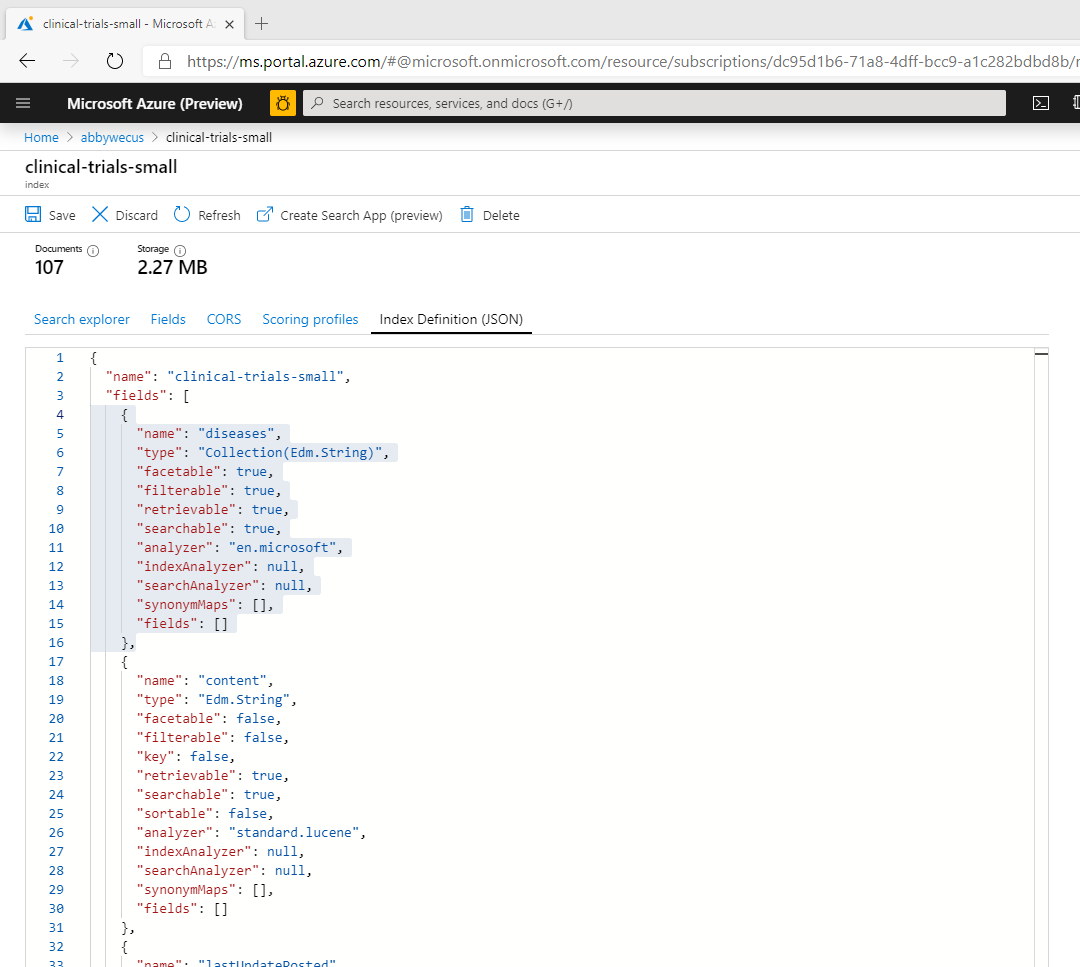 clinical-trials-small - Microsoft A
https://ms.portal.azure.com/#@microsoft.onmicrosoft.com/resource/subscriptions/dc95d1b6-71a8-4dff-bcc9-a1c282bdbd8b/r
Microsoft Azure (Preview)
Search resources, services, and docs (G+/)
Home > abbywecus > clinical-trials-small
clinical-trials-small
index
Save Discard Refresh Create Search App (preview) Delete
Documents Storage
107 2.27 MB
Search explorer Fields CORS Scoring profiles Index Definition (JSON)
1 {
2 "name": "clinical-trials-small",
3 "fields": [
4 {
5 "name": "diseases",
6 "type": "Collection(Edm.String)",
7 "facetable": true,
8 "filterable": true,
9 "retrievable": true,
10 "searchable": true,
11 "analyzer": "en.microsoft",
12 "indexAnalyzer": null,
13 "searchAnalyzer": null,
14 "synonymMaps": [],
15 "fields": []
16 },
17 {
18 "name": "content",
19 "type": "Edm.String",
20 "facetable": false,
21 "filterable": false,
22 "key": false,
23 "retrievable": true,
24 "searchable": true,
25 "sortable": false,
26 "analyzer": "standard.lucene",
27 "indexAnalyzer": null,
28 "searchAnalyzer": null,
29 "synonymMaps": [],
30 "fields": []
31 },
32 {
33 "name": "lastUpdatePosted"